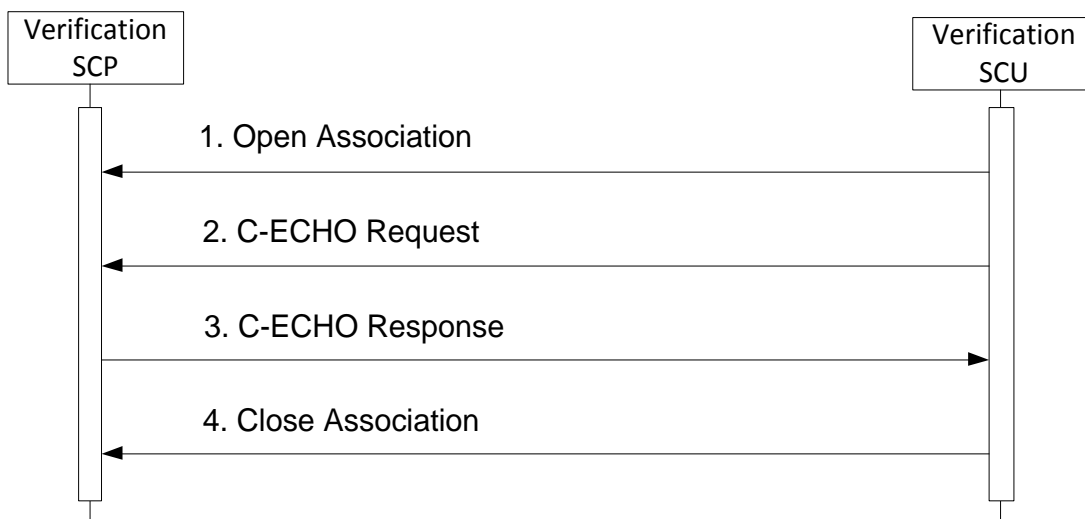 Verification
SCP
Verification
SCU
1. Open Association
2. C-ECHO Request
3. C-ECHO Response
4. Close Association